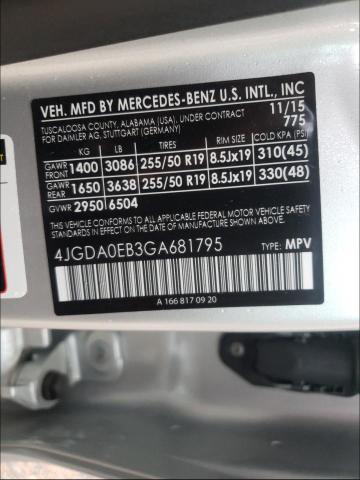 VEH. MFD BY MERCEDES-BENZ U.S. INTL., INC
TUSCALOOSA COUNTY, ALABAMA (USA), UNDER CONTRACT 11/15
FOR DAIMLER AG, STUTTGART (GERMANY) 775
KG LB TIRES RIM SIZE COLD KPA (PSI)
GAWR FRONT 1400 3086 255/50 R19 8.5Jx19 310(45)
GAWR REAR 1650 3638 255/50 R19 8.5Jx19 330(48)
GVWR 2950 6504
THIS VEHICLE CONFORMS TO ALL APPLICABLE FEDERAL MOTOR VEHICLE SAFETY STANDARDS IN EFFECT ON THE DATE OF MANUFACTURE SHOWN ABOVE.
4JGDA0EB3GA681795 TYPE: MPV
A 166 817 09 20